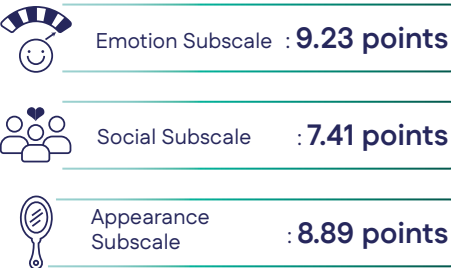 Emotion Subscale : 9.23 points
Social Subscale : 7.41 points
Appearance
Subscale : 8.89 points